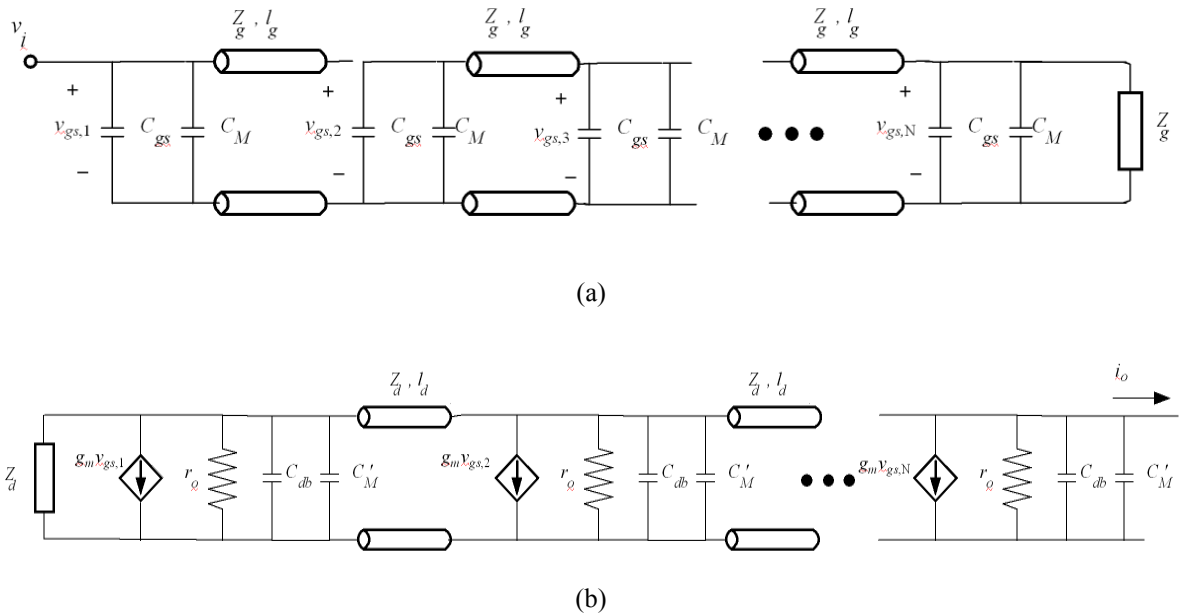 Z_g , l_g Z_g , l_g Z_g , l_g
v_i
+ + + +
v_gs,1 C_gs C_M v_gs,2 C_gs C_M v_gs,3 C_gs C_M v_gs,N C_gs C_M Z_g
− − − −
(a)
Z_d , l_d Z_d , l_d i_o
Z_d g_m v_gs,1 r_o C_db C'_M g_m v_gs,2 r_o C_db C'_M g_m v_gs,N r_o C_db C'_M
(b)